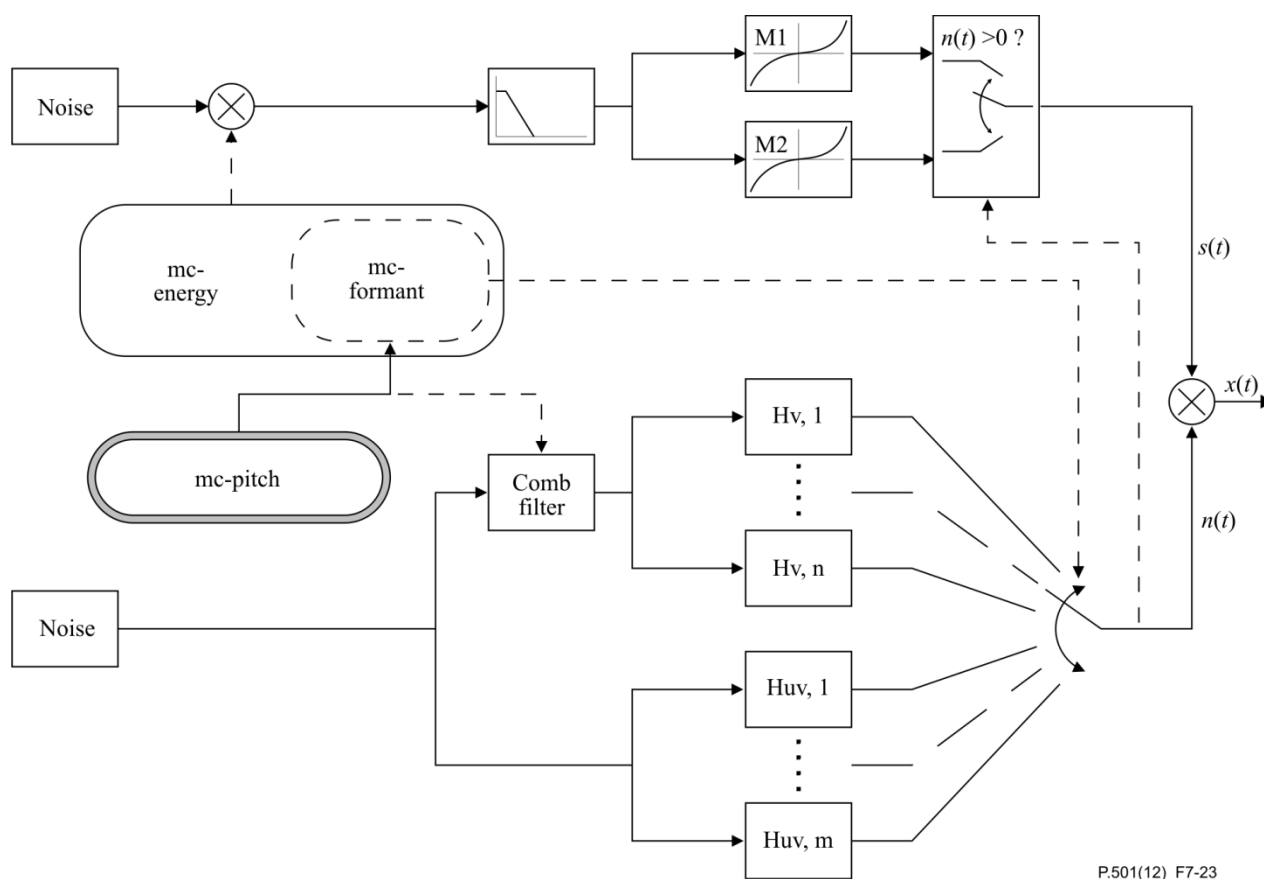 Noise
M1
M2
n(t) >0 ?
mc-
energy
mc-
formant
s(t)
mc-pitch
Comb
filter
Hv, 1
Hv, n
x(t)
n(t)
Noise
Huv, 1
Huv, m
P.501(12)_F7-23